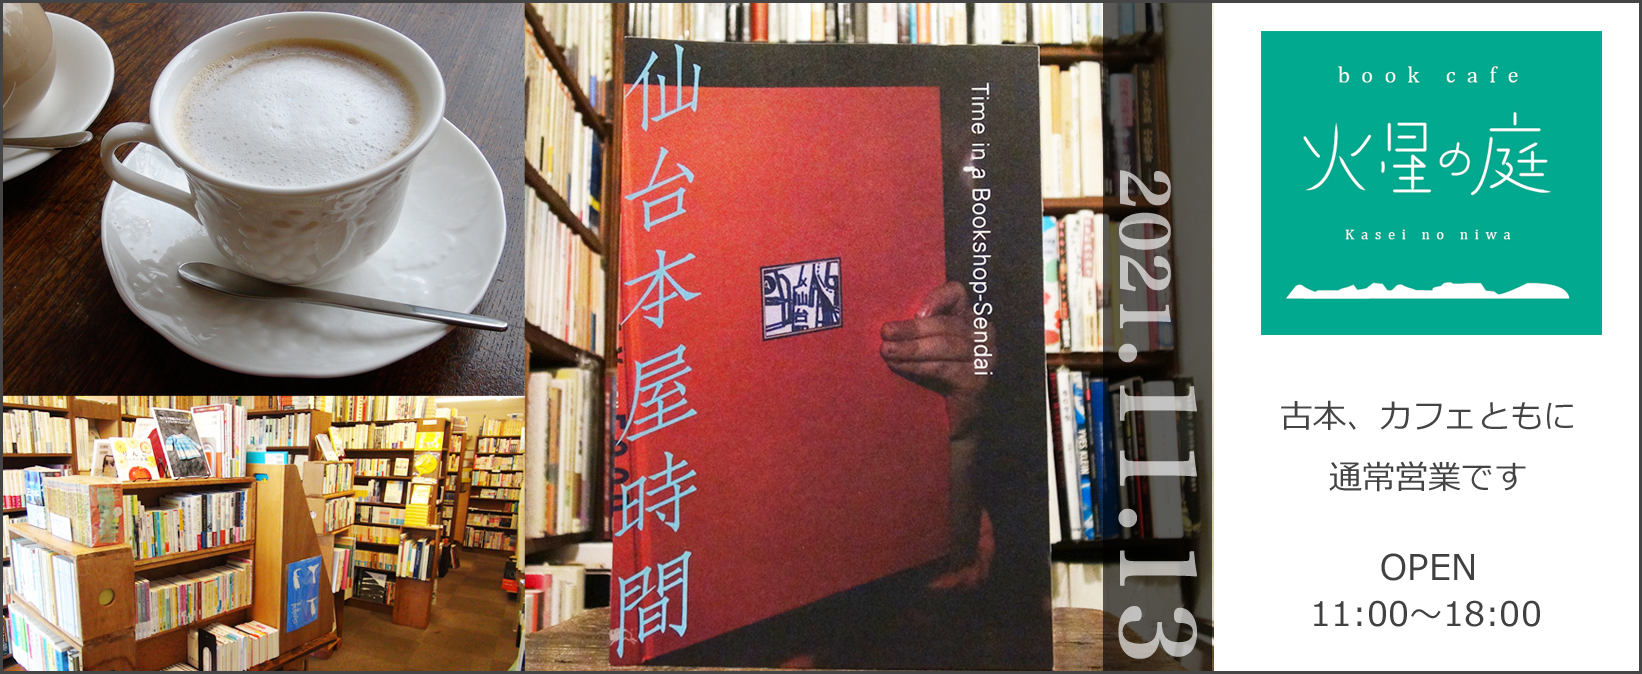 仙台本屋時間
Time in a Bookshop-Sendai
2021.11.13
book cafe
火星の庭
Kasei no niwa
古本、カフェともに
通常営業です
OPEN
11:00〜18:00